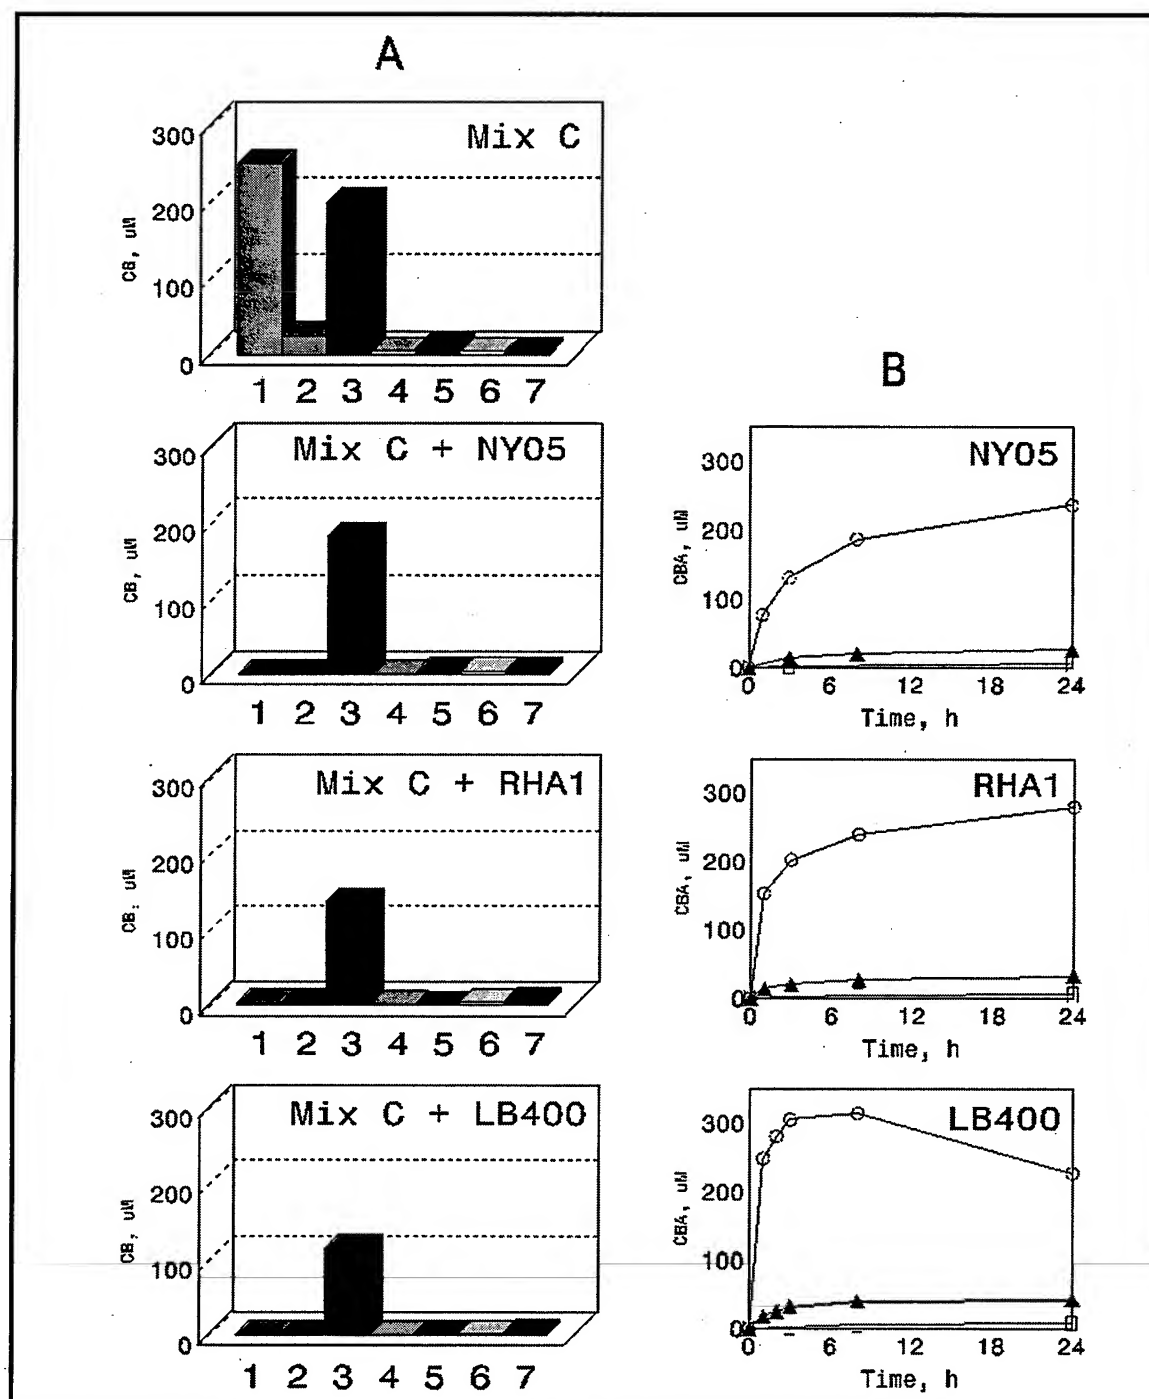 A
Mix C
300
200
100
0
CB, uM
1 2 3 4 5 6 7
Mix C + NY05
300
200
100
0
CB, uM
1 2 3 4 5 6 7
Mix C + RHA1
300
200
100
0
CB, uM
1 2 3 4 5 6 7
Mix C + LB400
300
200
100
0
CB, uM
1 2 3 4 5 6 7
B
NY05
300
200
100
0
CBA, uM
0 6 12 18 24
Time, h
RHA1
300
200
100
0
CBA, uM
0 6 12 18 24
Time, h
LB400
300
200
100
0
CBA, uM
0 6 12 18 24
Time, h